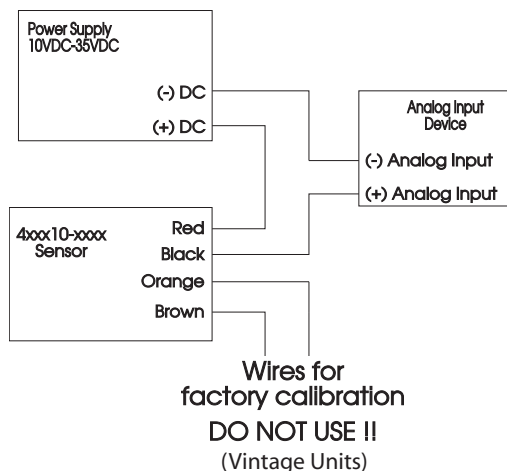 Power Supply
10VDC-35VDC
(-) DC
(+) DC
Analog Input
Device
(-) Analog Input
(+) Analog Input
4xxx10-xxxx
Sensor
Red
Black
Orange
Brown
Wires for
factory calibration
DO NOT USE !!
(Vintage Units)